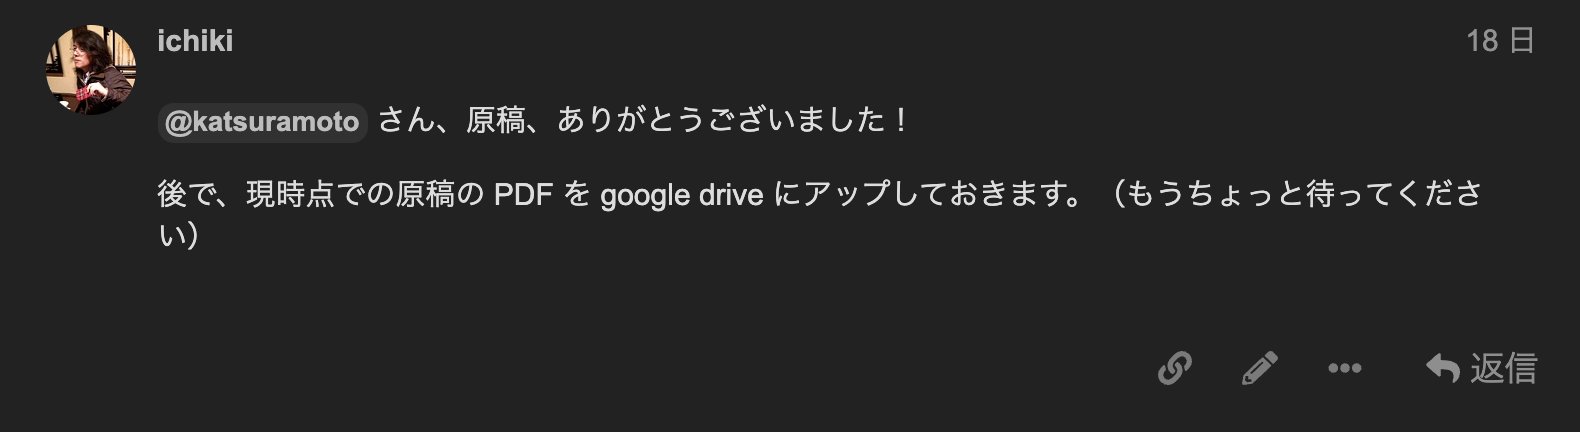 ichiki
18 日
@katsuramoto さん、原稿、ありがとうございました！
後で、現時点での原稿の PDF を google drive にアップしておきます。（もうちょっと待ってくださ
い）
返信